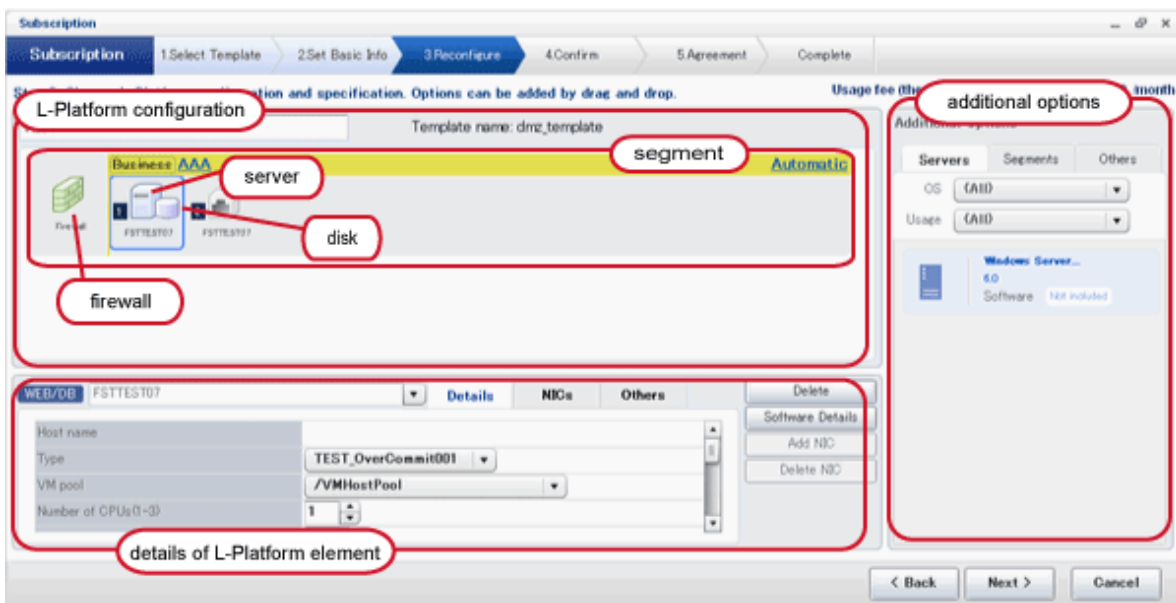 Subscription
Subscription 1.Select Template 2.Set Basic Info 3.Reconfigure 4.Confirm 5.Agreement Complete
and specification. Options can be added by drag and drop. Usage fee month
L-Platform configuration additional options
Template name: dmz_template
segment
Business AAA Automatic
server
Servers Segments Others
OS (All)
Usage (All)
Firewall
1
FSTTEST07 FSTTEST07
disk
firewall
Windows Server...
6.0
Software Not included
WEB/DB FSTTEST07 Details NICs Others Delete
Software Details
Add NIC
Delete NIC
Host name
Type TEST_OverCommit001
VM pool /VMHostPool
Number of CPUs(1-3) 1
details of L-Platform element
< Back Next > Cancel